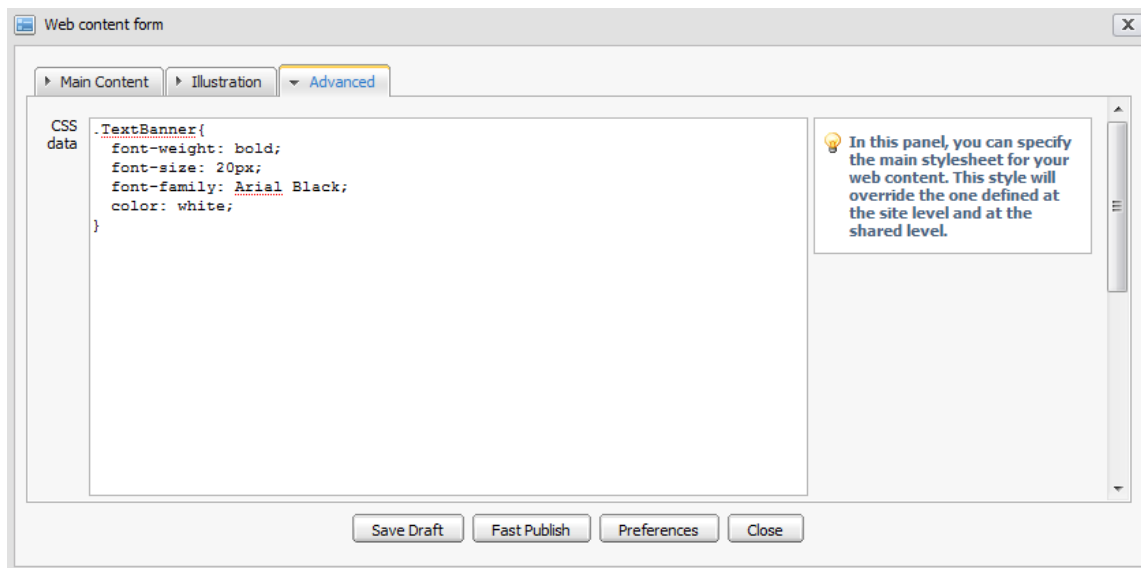 Web content form
Main Content
Illustration
Advanced
CSS
data
.TextBanner{
  font-weight: bold;
  font-size: 20px;
  font-family: Arial Black;
  color: white;
}
In this panel, you can specify
the main stylesheet for your
web content. This style will
override the one defined at
the site level and at the
shared level.
Save Draft
Fast Publish
Preferences
Close